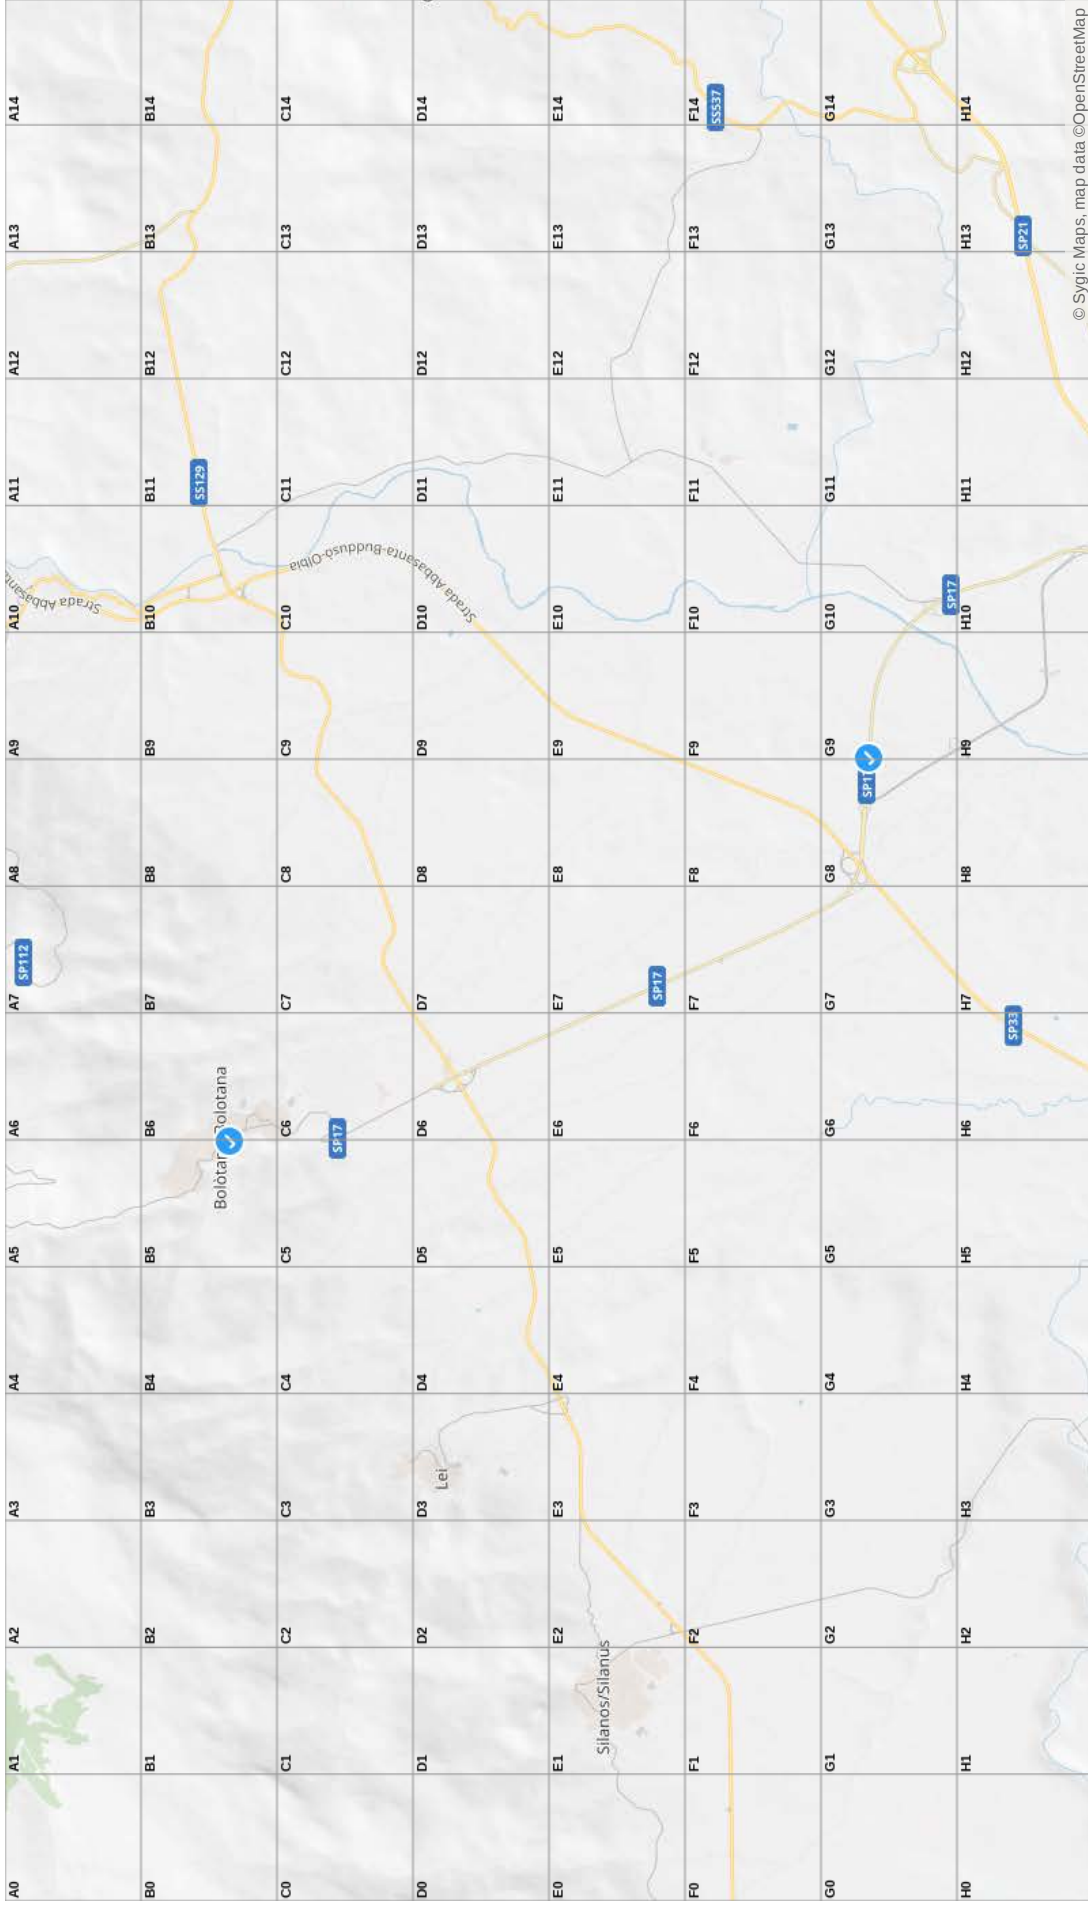 A0 A1 A2 A3 A4 A5 A6 A7 A8 A9 A10 A11 A12 A13 A14
SP112
Strada Abbasanta
B0 B1 B2 B3 B4 B5 B6 B7 B8 B9 B10 B11 B12 B13 B14
SS129
Bolòtana/Bolotana
C0 C1 C2 C3 C4 C5 C6 C7 C8 C9 C10 C11 C12 C13 C14
SP17
Strada Abbasanta-Buddusò-Olbia
D0 D1 D2 D3 D4 D5 D6 D7 D8 D9 D10 D11 D12 D13 D14
Lei
E0 E1 E2 E3 E4 E5 E6 E7 E8 E9 E10 E11 E12 E13 E14
Silanos/Silanus
SP17
F0 F1 F2 F3 F4 F5 F6 F7 F8 F9 F10 F11 F12 F13 F14
SS537
G0 G1 G2 G3 G4 G5 G6 G7 G8 G9 G10 G11 G12 G13 G14
SP17
H0 H1 H2 H3 H4 H5 H6 H7 H8 H9 H10 H11 H12 H13 H14
SP33
SP21
© Sygic Maps, map data ©OpenStreetMap